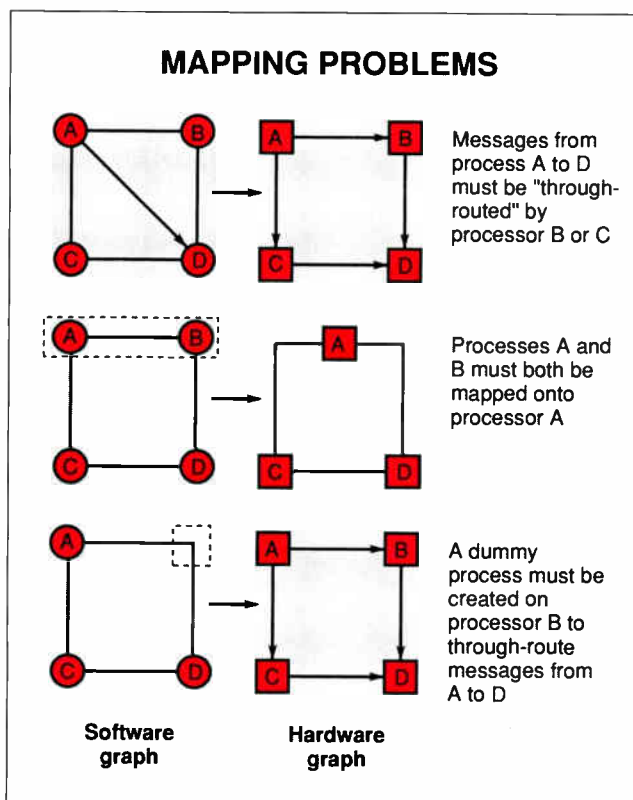 MAPPING PROBLEMS
A B
C D
A B
C D
Messages from
process A to D
must be "through-
routed" by
processor B or C
A B
C D
A
C D
Processes A and
B must both be
mapped onto
processor A
A
C D
A B
C D
A dummy
process must be
created on
processor B to
through-route
messages from
A to D
Software
graph
Hardware
graph